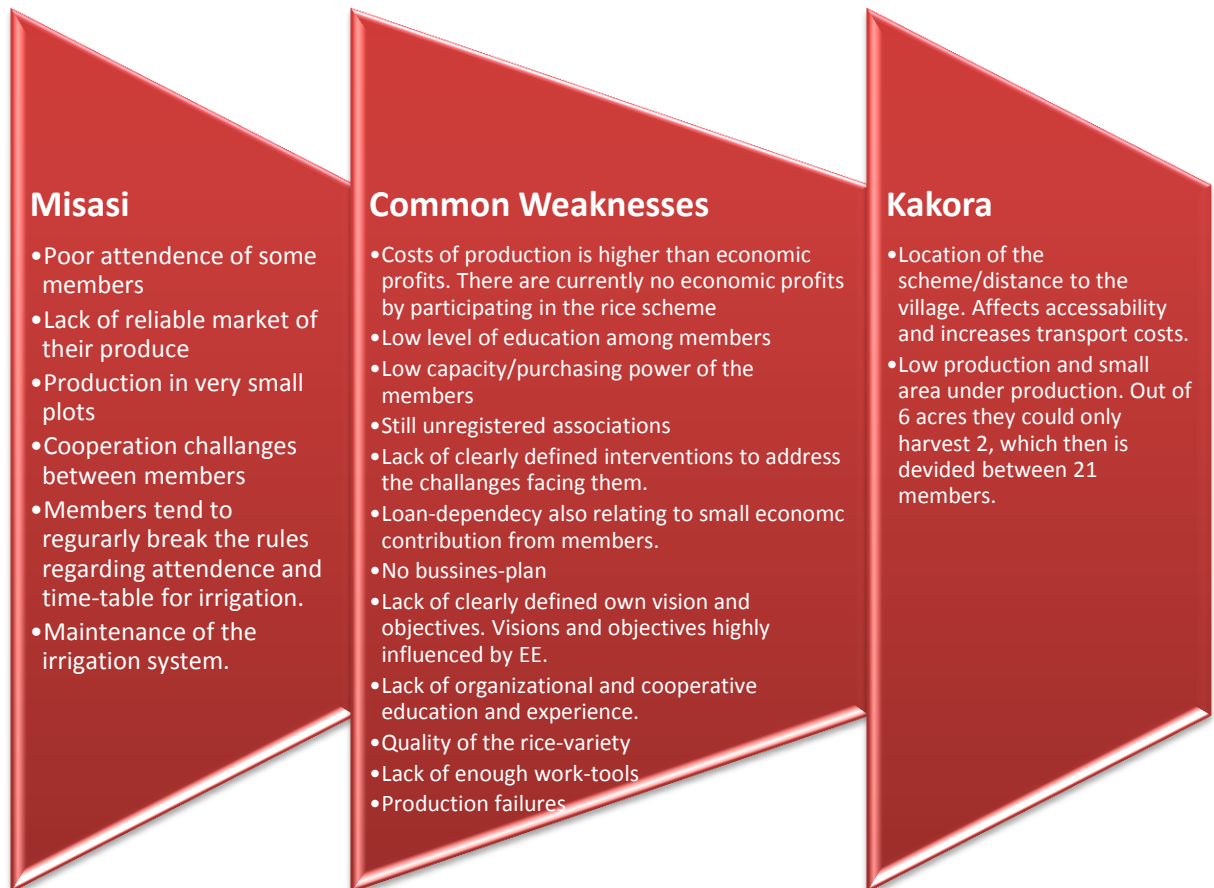 Misasi
•Poor attendence of some
members
•Lack of reliable market of
their produce
•Production in very small
plots
•Cooperation challanges
between members
•Members tend to
regurarly break the rules
regarding attendence and
time-table for irrigation.
•Maintenance of the
irrigation system.
Common Weaknesses
•Costs of production is higher than economic
profits. There are currently no economic profits
by participating in the rice scheme
•Low level of education among members
•Low capacity/purchasing power of the
members
•Still unregistered associations
•Lack of clearly defined interventions to address
the challanges facing them.
•Loan-dependecy also relating to small economc
contribution from members.
•No bussines-plan
•Lack of clearly defined own vision and
objectives. Visions and objectives highly
influenced by EE.
•Lack of organizational and cooperative
education and experience.
•Quality of the rice-variety
•Lack of enough work-tools
•Production failures
Kakora
•Location of the
scheme/distance to the
village. Affects accessability
and increases transport costs.
•Low production and small
area under production. Out of
6 acres they could only
harvest 2, which then is
devided between 21
members.